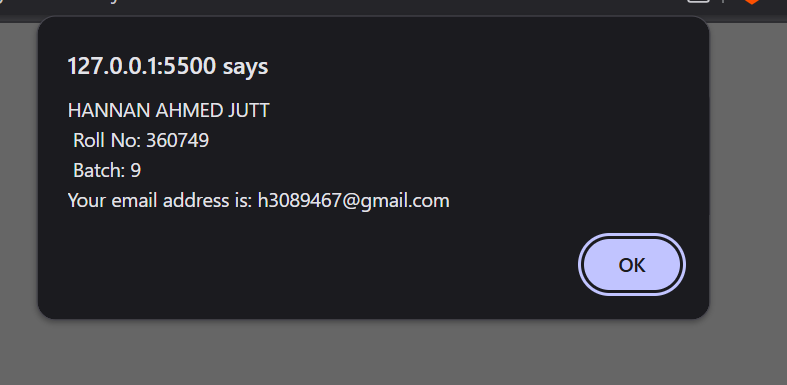 127.0.0.1:5500 says
HANNAN AHMED JUTT
Roll No: 360749
Batch: 9
Your email address is: h3089467@gmail.com
OK